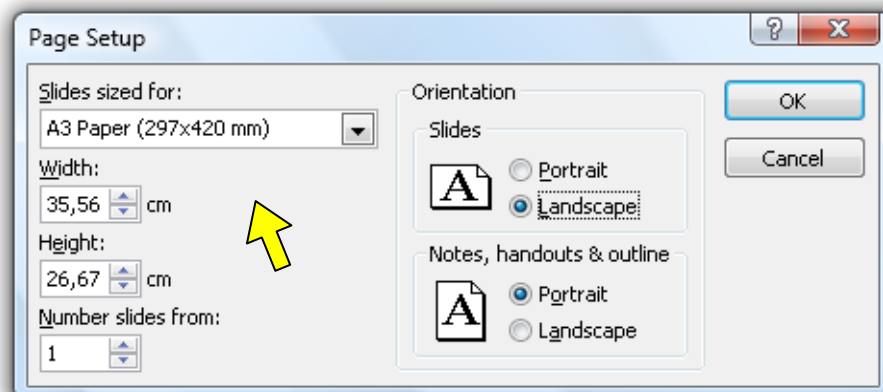 Page Setup
?
X
Slides sized for:
A3 Paper (297x420 mm)
Width:
35,56 cm
Height:
26,67 cm
Number slides from:
1
Orientation
Slides
A
Portrait
Landscape
Notes, handouts & outline
A
Portrait
Landscape
OK
Cancel